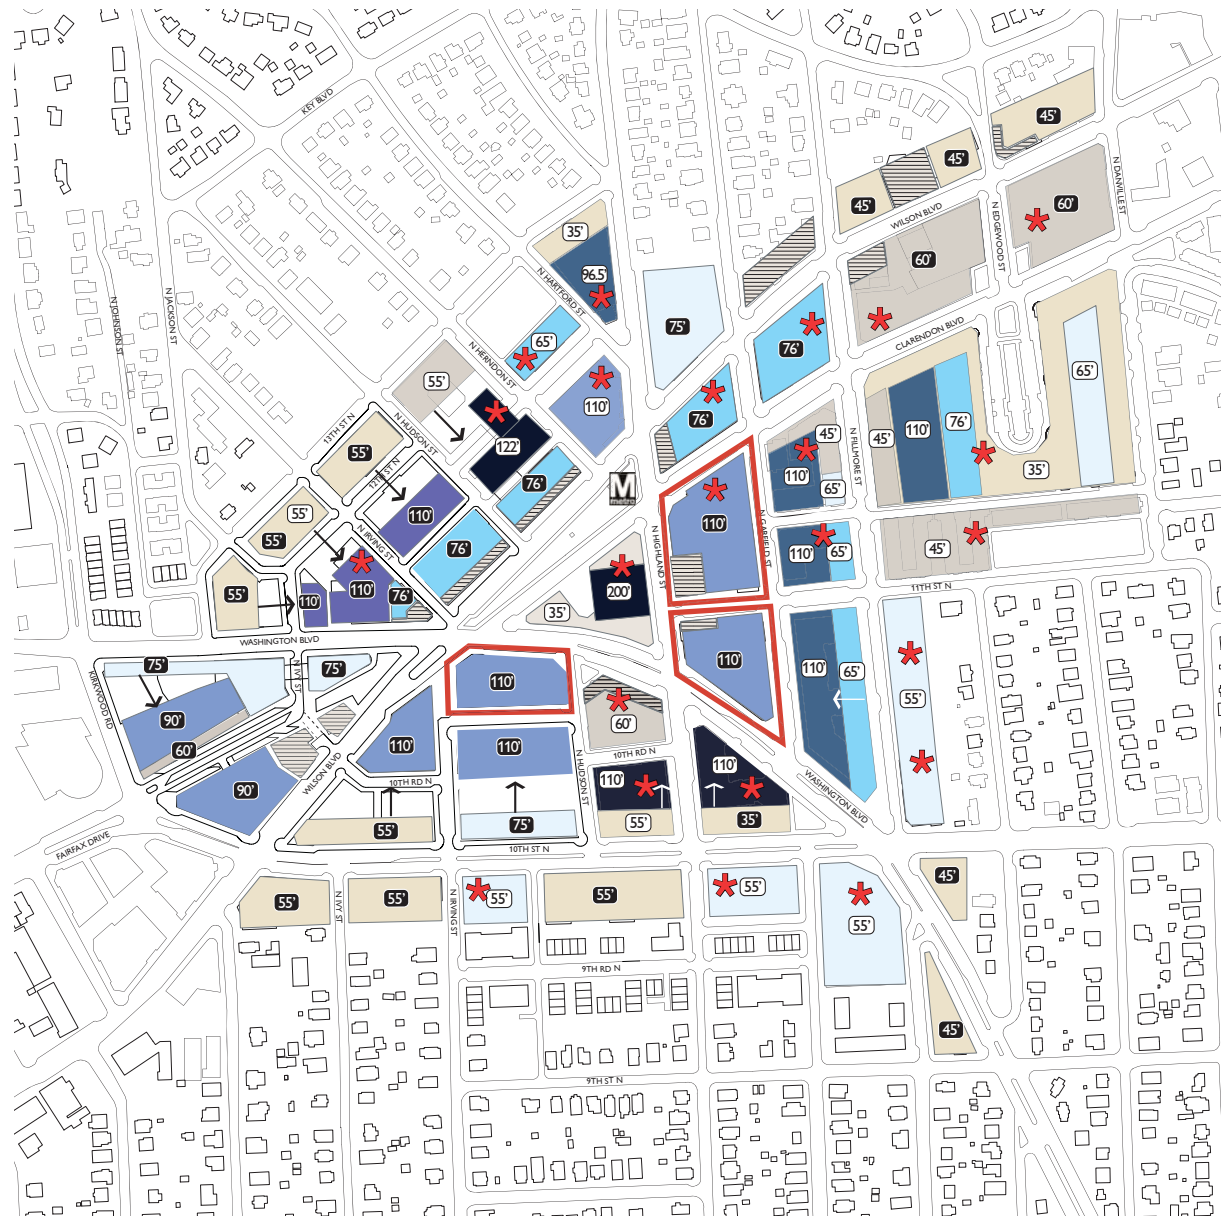 KEY BLVD
45'
45'
45'
N DANVILLE ST
60'
WILSON BLVD
N EDGEWOOD ST
35'
60'
96.5'
N HARTFORD ST
N JOHNSON ST
N JACKSON ST
75'
CLARENDON BLVD
65'
76'
N HERNDON ST
65'
55'
110'
76'
13TH ST N
N HUDSON ST
122'
45'
N FILLMORE ST
45'
110'
76'
35'
55'
12TH ST N
76'
110'
65'
M
metro
55'
110'
110'
N GARFIELD ST
N HIGHLAND ST
55'
N IRVING ST
76'
110'
65'
45'
11TH ST N
55'
110'
110'
76'
200'
35'
WASHINGTON BLVD
75'
75'
N IVY ST
KIRKWOOD RD
110'
110'
110'
65'
55'
90'
60'
60'
110'
110'
10TH RD N
N HUDSON ST
WILSON BLVD
90'
10TH RD N
110'
110'
WASHINGTON BLVD
55'
75'
55'
35'
FAIRFAX DRIVE
10TH ST N
55'
N IVY ST
55'
N IRVING ST
55'
55'
55'
55'
45'
9TH RD N
45'
9TH ST N